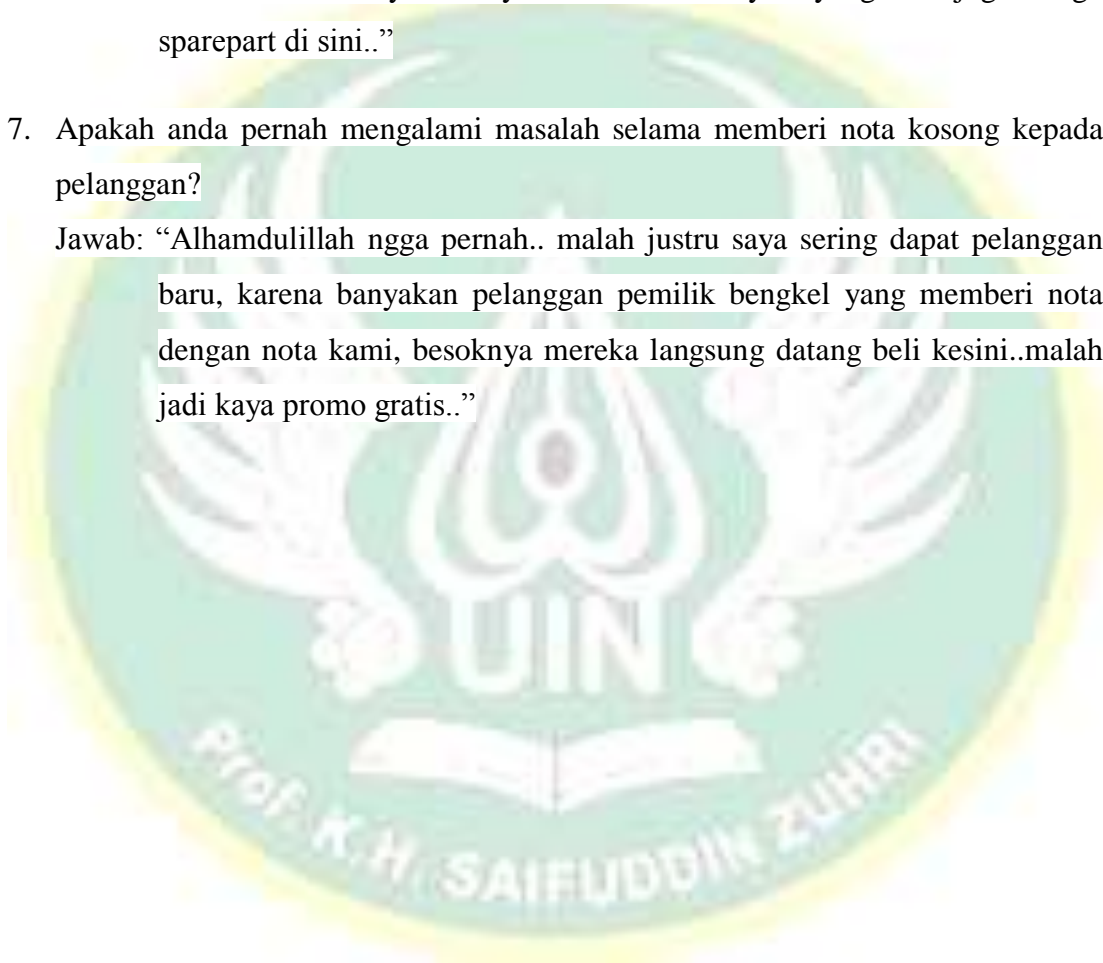 sparepart di sini..”
7. Apakah anda pernah mengalami masalah selama memberi nota kosong kepada
pelanggan?
Jawab: “Alhamdulillah ngga pernah.. malah justru saya sering dapat pelanggan
baru, karena banyakan pelanggan pemilik bengkel yang memberi nota
dengan nota kami, besoknya mereka langsung datang beli kesini..malah
jadi kaya promo gratis..”
UIN
Prof. K.H. SAIFUDDIN ZUHRI